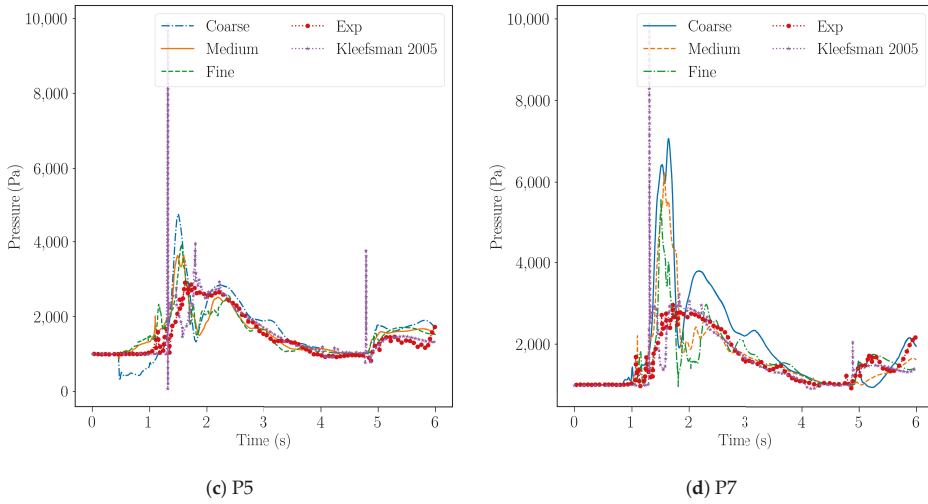 10,000
8,000
6,000
4,000
2,000
0
Pressure (Pa)
Coarse
Medium
Fine
Exp
Kleefsman 2005
0 1 2 3 4 5 6
Time (s)
(c) P5
10,000
8,000
6,000
4,000
2,000
Pressure (Pa)
Coarse
Medium
Fine
Exp
Kleefsman 2005
0 1 2 3 4 5 6
Time (s)
(d) P7